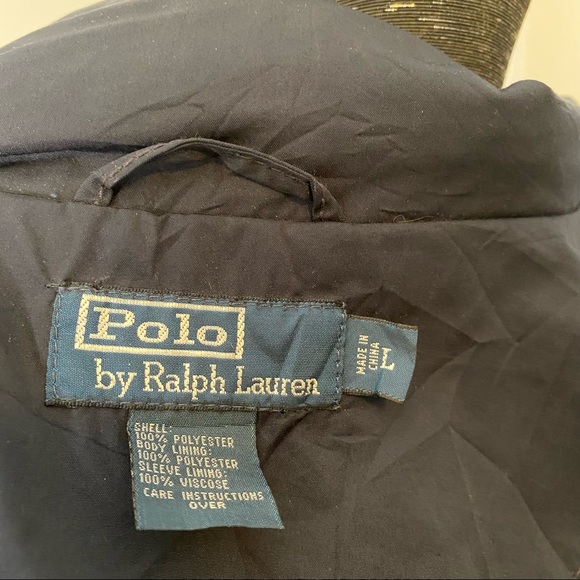 Polo
by Ralph Lauren
MADE IN
CHINA
L
SHELL:
100% POLYESTER
BODY LINING:
100% POLYESTER
SLEEVE LINING:
100% VISCOSE
CARE INSTRUCTIONS
OVER